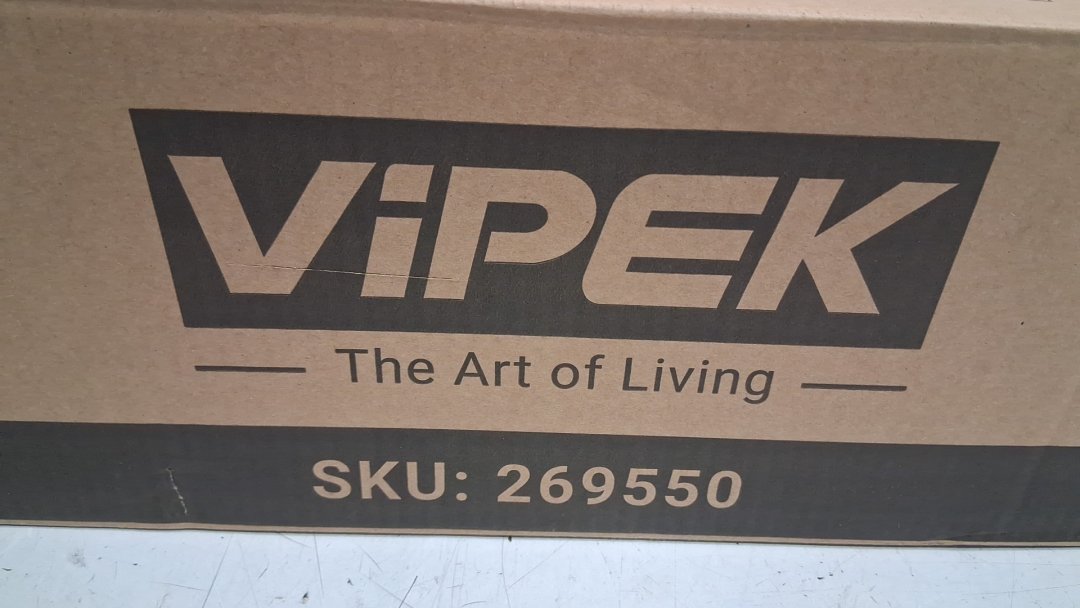 ViPEK
The Art of Living
SKU: 269550